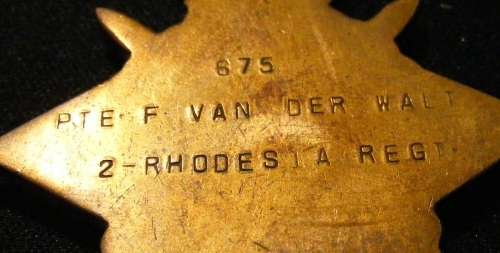 675
PTE F VAN DER WALT
2-RHODESIA REGT.